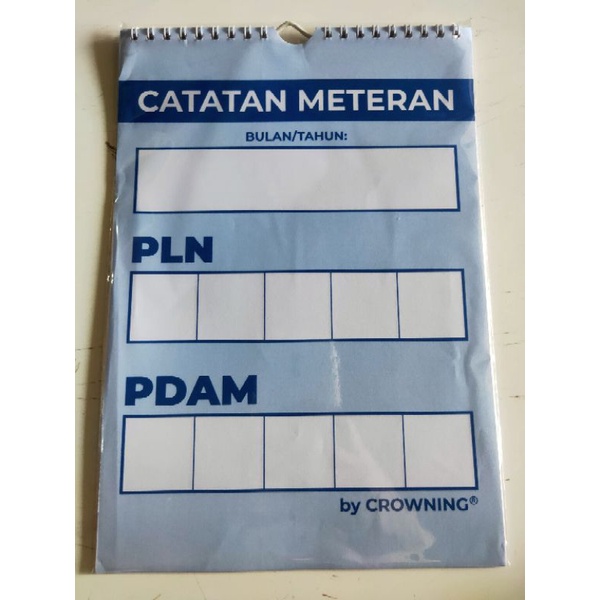 CATATAN METERAN
BULAN/TAHUN:
PLN
PDAM
by CROWNING®